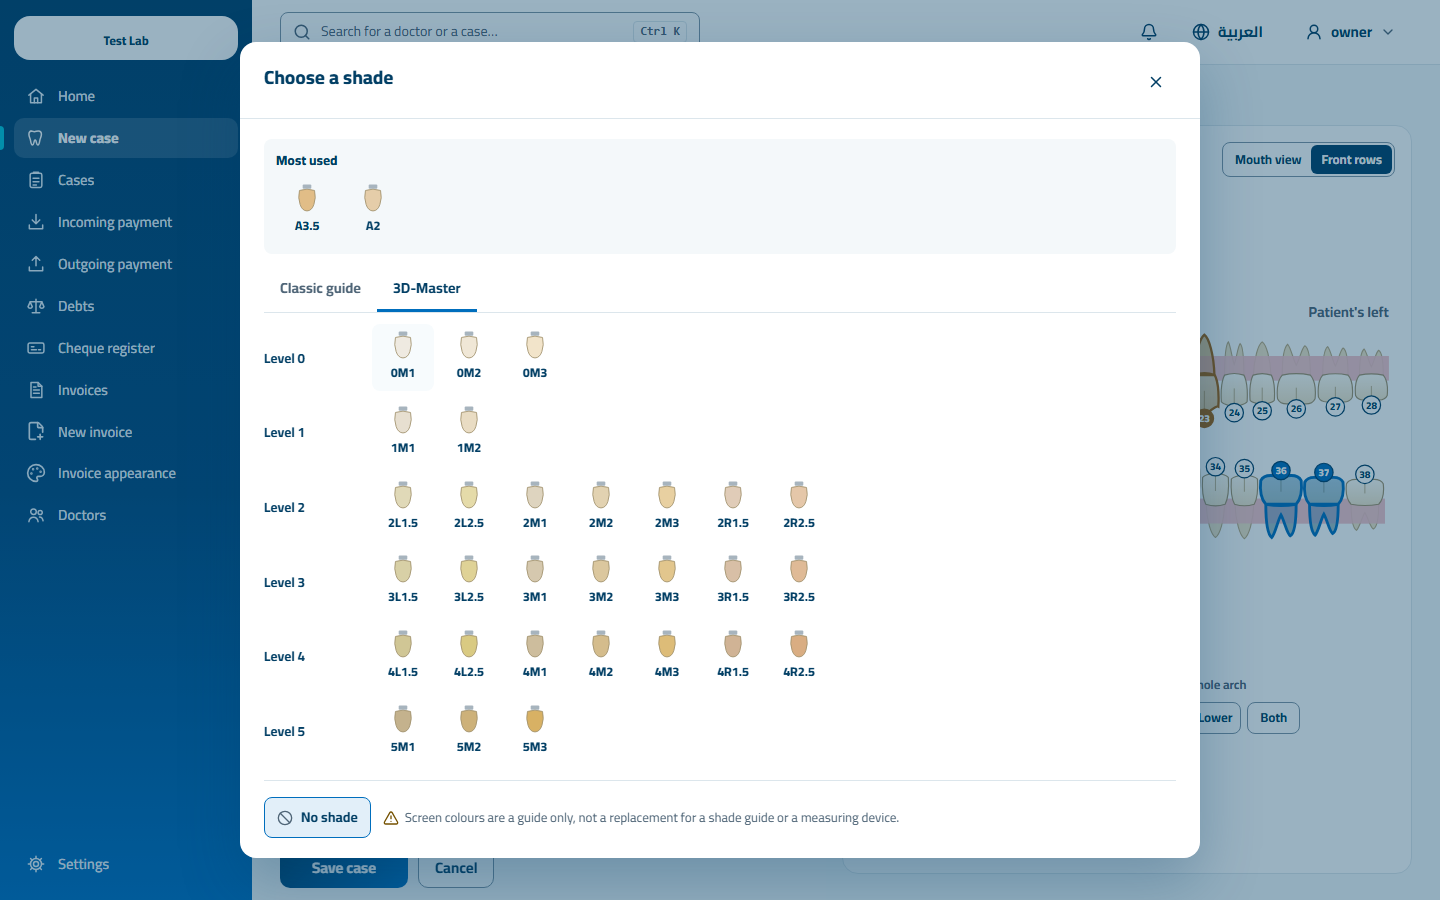 Test Lab
Search for a doctor or a case...
Ctrl K
العربية
owner
Home
New case
Cases
Incoming payment
Outgoing payment
Debts
Cheque register
Invoices
New invoice
Invoice appearance
Doctors
Settings
Choose a shade
Most used
A3.5 A2
Classic guide 3D-Master
Level 0
0M1 0M2 0M3
Level 1
1M1 1M2
Level 2
2L1.5 2L2.5 2M1 2M2 2M3 2R1.5 2R2.5
Level 3
3L1.5 3L2.5 3M1 3M2 3M3 3R1.5 3R2.5
Level 4
4L1.5 4L2.5 4M1 4M2 4M3 4R1.5 4R2.5
Level 5
5M1 5M2 5M3
No shade
Screen colours are a guide only, not a replacement for a shade guide or a measuring device.
Mouth view Front rows
Patient's left
23 24 25 26 27 28
34 35 36 37 38
arch
Lower Both
Save case Cancel